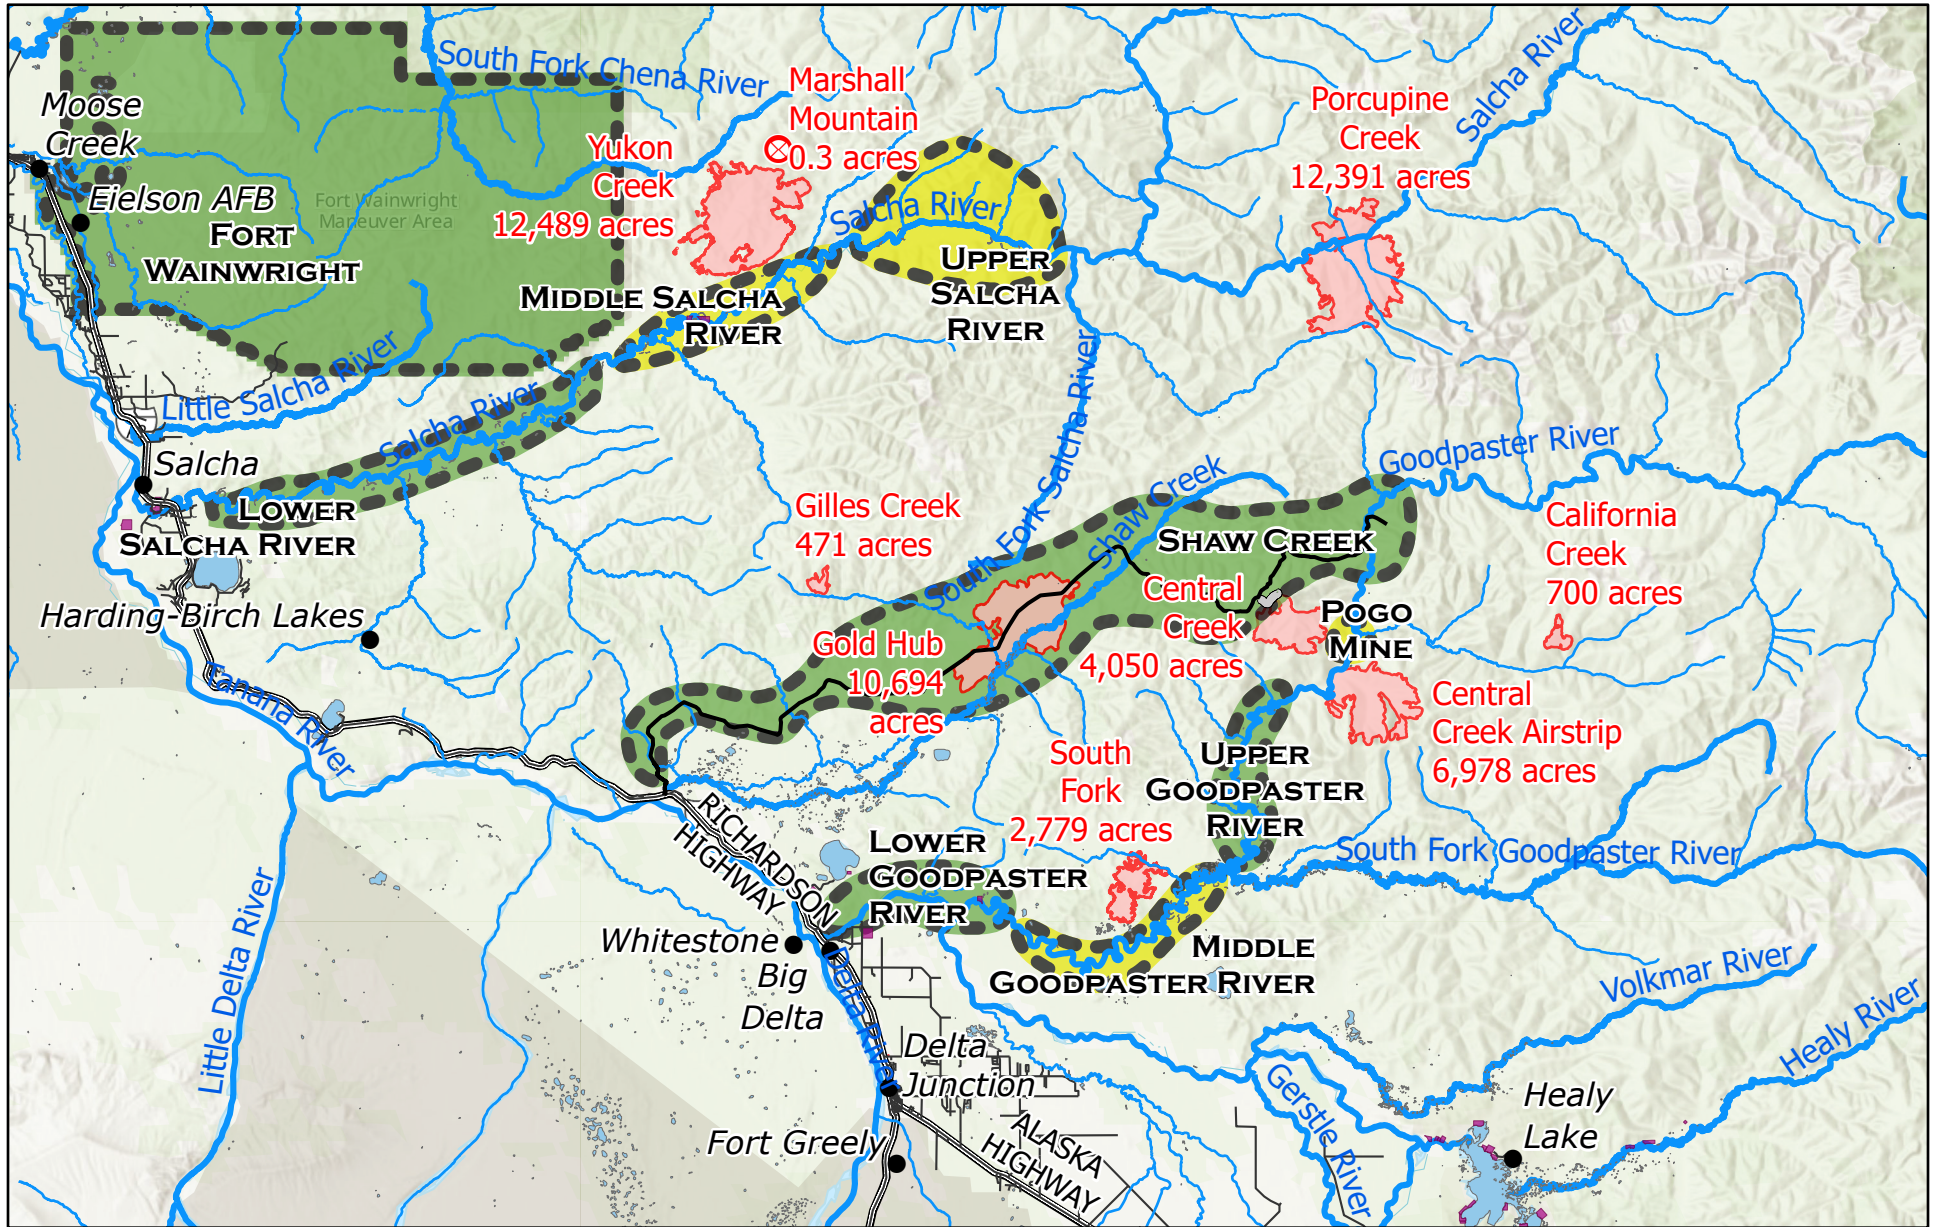 South Fork Chena River
Marshall
Mountain
0.3 acres
Porcupine
Creek
12,391 acres
Salcha River
Moose
Creek
Eielson AFB
Fort Wainwright
Maneuver Area
FORT
WAINWRIGHT
Yukon
Creek
12,489 acres
Salcha River
UPPER
SALCHA
RIVER
MIDDLE SALCHA
RIVER
Little Salcha River
Salcha River
South Fork Salcha River
Goodpaster River
Salcha
LOWER
SALCHA RIVER
Gilles Creek
471 acres
Shaw Creek
SHAW CREEK
California
Creek
700 acres
Harding-Birch Lakes
Central
Creek
4,050 acres
POGO
MINE
Gold Hub
10,694
acres
Tanana River
Central
Creek Airstrip
6,978 acres
South
Fork
2,779 acres
UPPER
GOODPASTER
RIVER
RICHARDSON
HIGHWAY
LOWER
GOODPASTER
RIVER
South Fork Goodpaster River
Little Delta River
Whitestone
Big
Delta
Delta River
MIDDLE
GOODPASTER RIVER
Volkmar River
Healy River
Delta
Junction
Gerstle River
Healy
Lake
Fort Greely
ALASKA
HIGHWAY